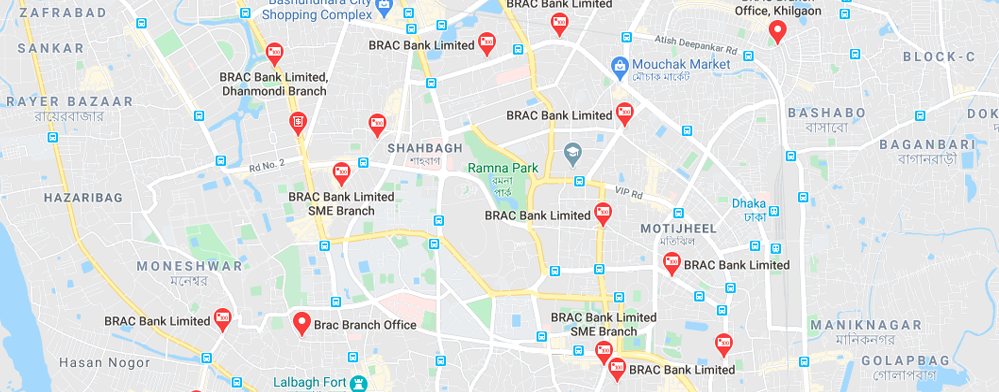 Bashundhara City
Shopping Complex
BRAC Bank Limited
BRAC Bank Limited
Office, Khilgaon
ZAFRABAD
SANKAR
Atish Deepankar Rd
BLOCK-C
Mouchak Market
মৌচাক মার্কেট
BRAC Bank Limited,
Dhanmondi Branch
RAYER BAZAAR
রায়েরবাজার
BRAC Bank Limited
BASHABO
বাসাবো
DOK
SHAHBAGH
শাহবাগ
BAGANBARI
বাগানবাড়ী
Rd No. 2
Ramna Park
রমনা
পার্ক
VIP Rd
HAZARIBAG
BRAC Bank Limited
SME Branch
BRAC Bank Limited
Dhaka
ঢাকা
MOTIJHEEL
মতিঝিল
MONESHWAR
মনেশ্বর
BRAC Bank Limited
BRAC Bank Limited
Brac Branch Office
BRAC Bank Limited
SME Branch
MANIKNAGAR
মানিকনগর
Hasan Nogor
BRAC Bank Limited
GOLAPBAG
গোলাপবাগ
Lalbagh Fort